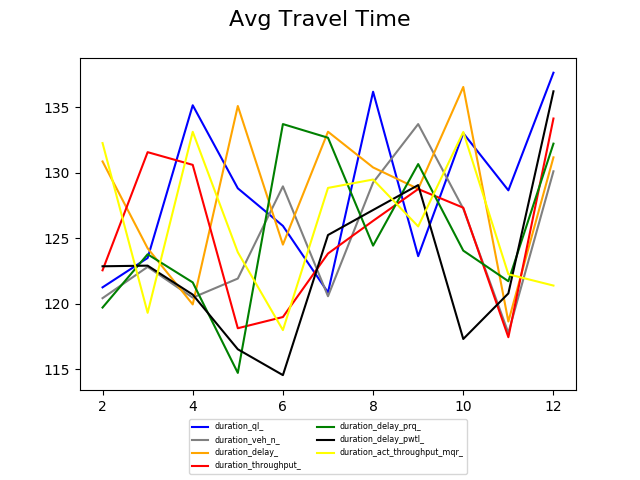 Avg Travel Time
135
130
125
120
115
2 4 6 8 10 12
duration_ql_
duration_veh_n_
duration_delay_
duration_throughput_
duration_delay_prq_
duration_delay_pwtl_
duration_act_throughput_mqr_